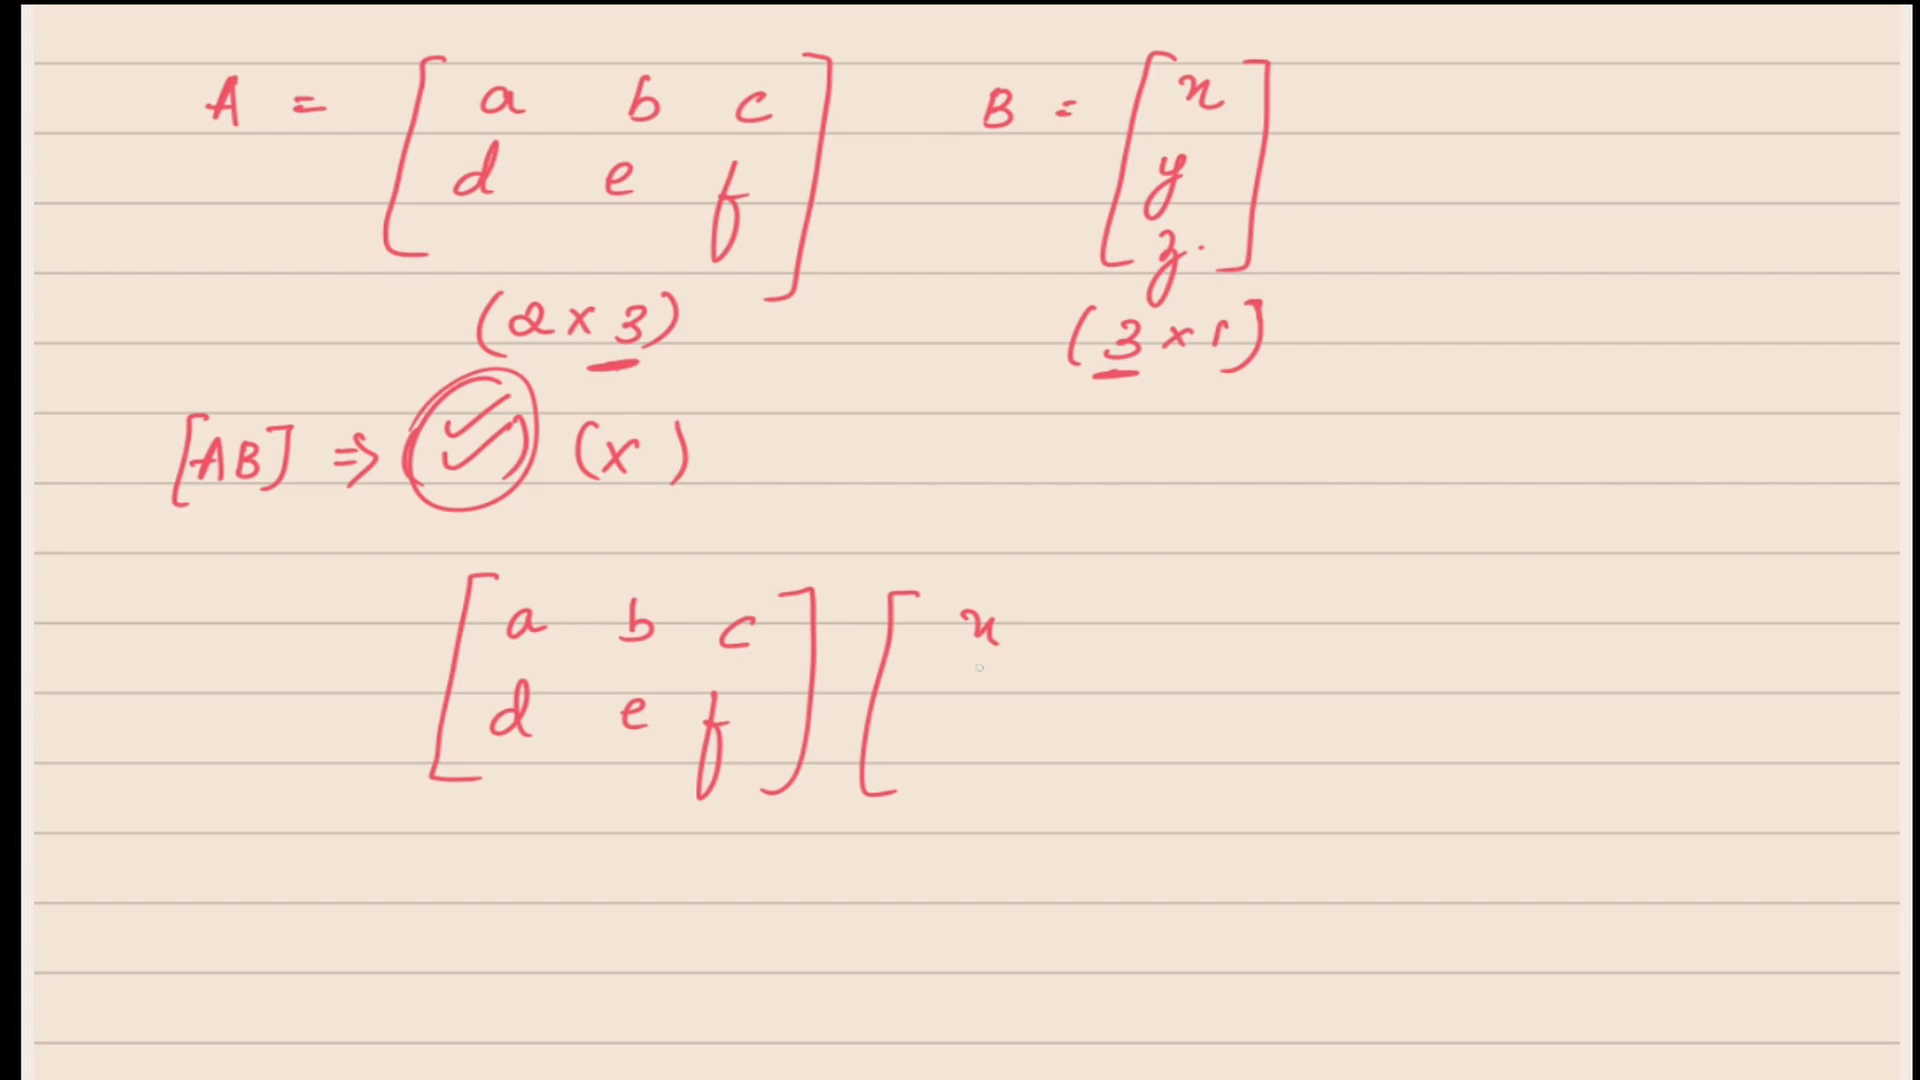 A = [ a b c ] B = [ x ]
d e f y
z.
(2 x 3) (3 x 1]
[AB] => (✓✓) (x )
[ a b c ] [ x
d e f